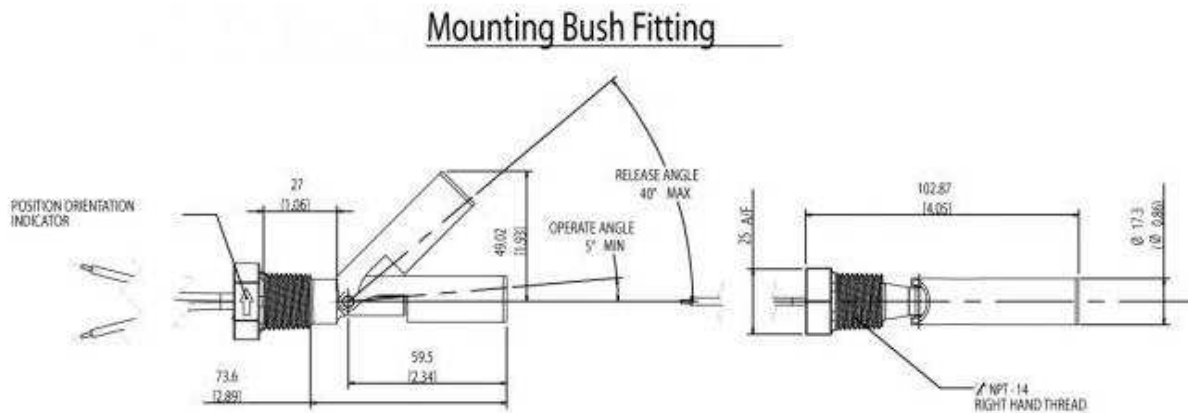 Mounting Bush Fitting
POSITION ORIENTATION
INDICATOR
27
[1.06]
RELEASE ANGLE
40° MAX
OPERATE ANGLE
5° MIN
49.02
[1.93]
59.5
[2.34]
73.6
[2.89]
102.87
[4.05]
25 A/F
Ø 17.3
(Ø 0.86)
NPT -14
RIGHT HAND THREAD